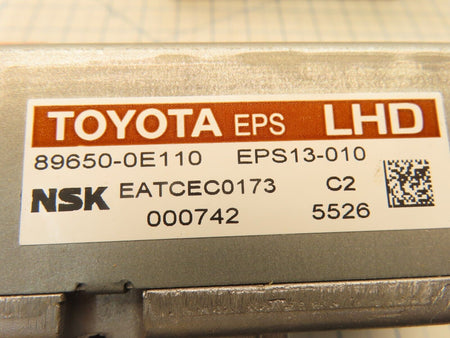 TOYOTA EPS LHD
89650-0E110 EPS13-010
NSK EATCEC0173 C2
000742 5526